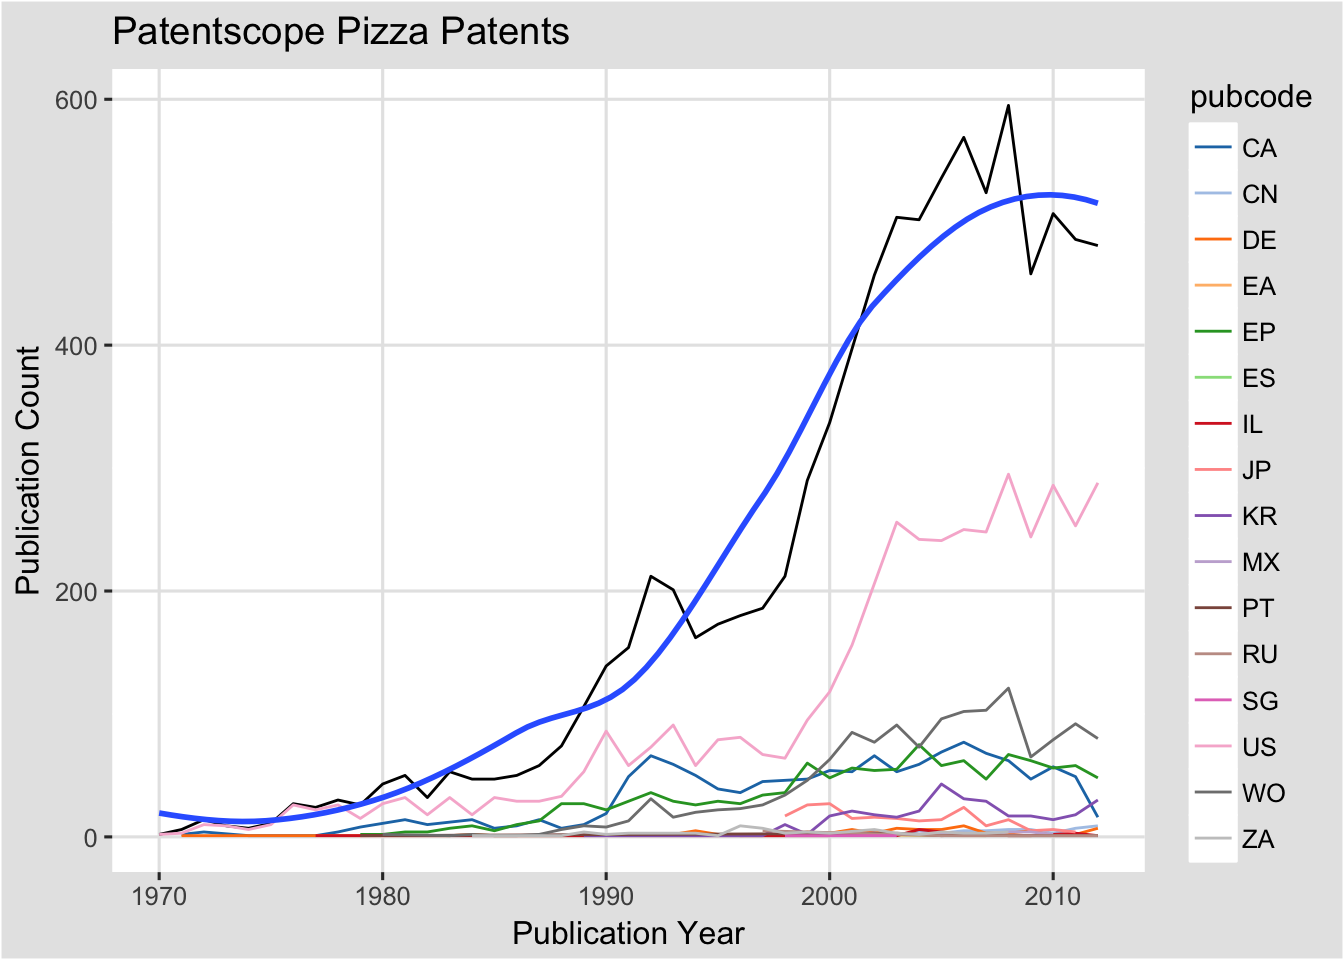 Patentscope Pizza Patents
600
400
200
0
Publication Count
1970
1980
1990
2000
2010
Publication Year
pubcode
CA
CN
DE
EA
EP
ES
IL
JP
KR
MX
PT
RU
SG
US
WO
ZA